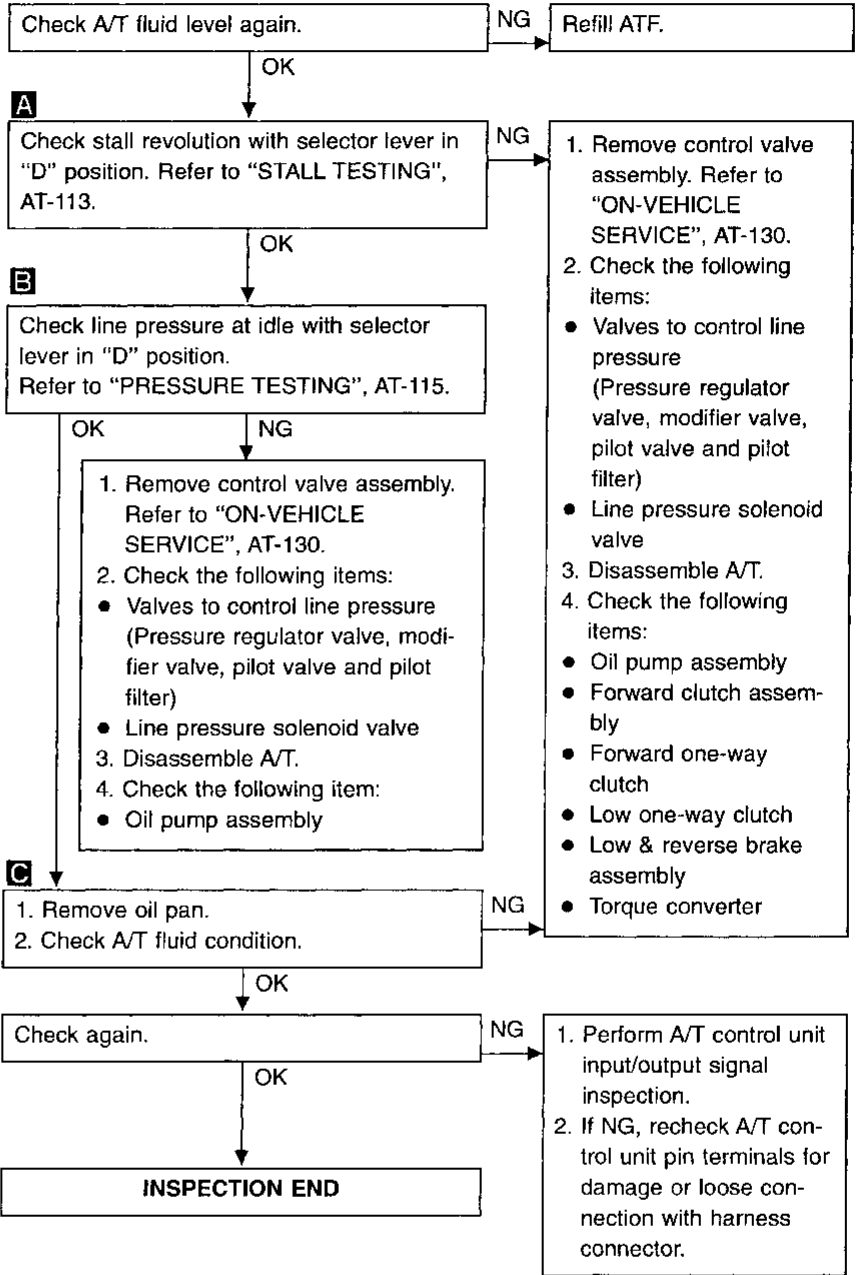 Check A/T fluid level again.
NG
Refill ATF.
OK
A
Check stall revolution with selector lever in
"D" position. Refer to "STALL TESTING",
AT-113.
NG
1. Remove control valve
assembly. Refer to
"ON-VEHICLE
SERVICE", AT-130.
2. Check the following
items:
● Valves to control line
pressure
(Pressure regulator
valve, modifier valve,
pilot valve and pilot
filter)
● Line pressure solenoid
valve
3. Disassemble A/T.
4. Check the following
items:
● Oil pump assembly
● Forward clutch assem-
bly
● Forward one-way
clutch
● Low one-way clutch
● Low & reverse brake
assembly
● Torque converter
OK
B
Check line pressure at idle with selector
lever in "D" position.
Refer to "PRESSURE TESTING", AT-115.
OK
NG
1. Remove control valve assembly.
Refer to "ON-VEHICLE
SERVICE", AT-130.
2. Check the following items:
● Valves to control line pressure
(Pressure regulator valve, modi-
fier valve, pilot valve and pilot
filter)
● Line pressure solenoid valve
3. Disassemble A/T.
4. Check the following item:
● Oil pump assembly
C
1. Remove oil pan.
2. Check A/T fluid condition.
NG
OK
Check again.
NG
1. Perform A/T control unit
input/output signal
inspection.
2. If NG, recheck A/T con-
trol unit pin terminals for
damage or loose con-
nection with harness
connector.
OK
INSPECTION END